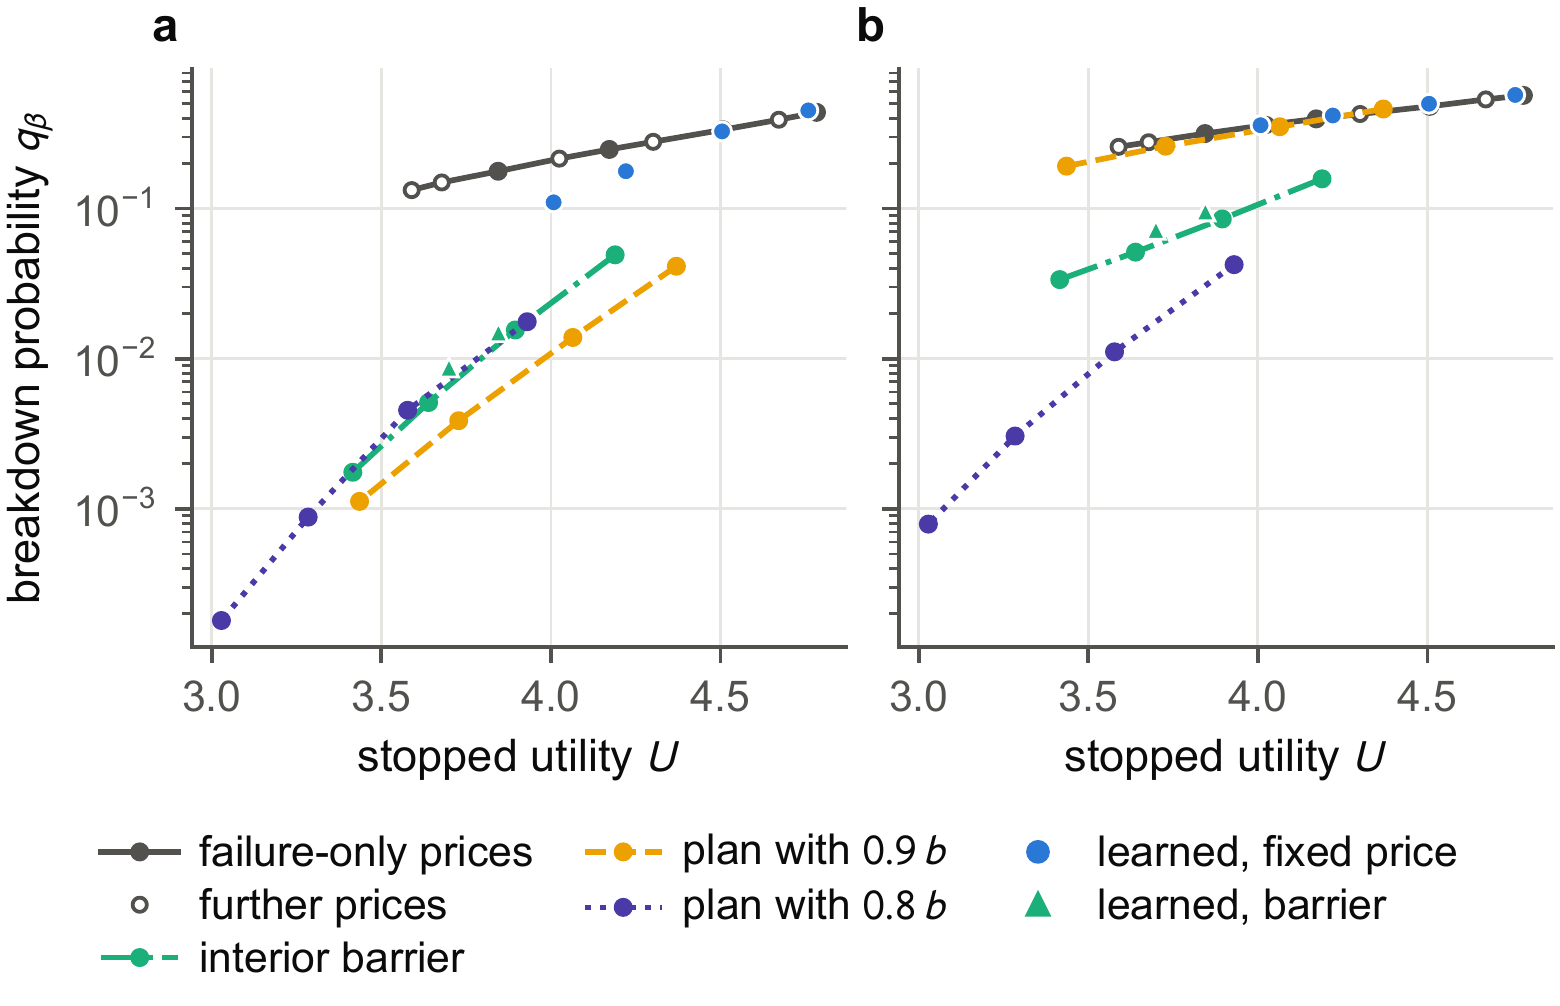 a
b
breakdown probability qβ
10⁻¹
10⁻²
10⁻³
3.0 3.5 4.0 4.5
3.0 3.5 4.0 4.5
stopped utility U
stopped utility U
failure-only prices
further prices
interior barrier
plan with 0.9 b
plan with 0.8 b
learned, fixed price
learned, barrier